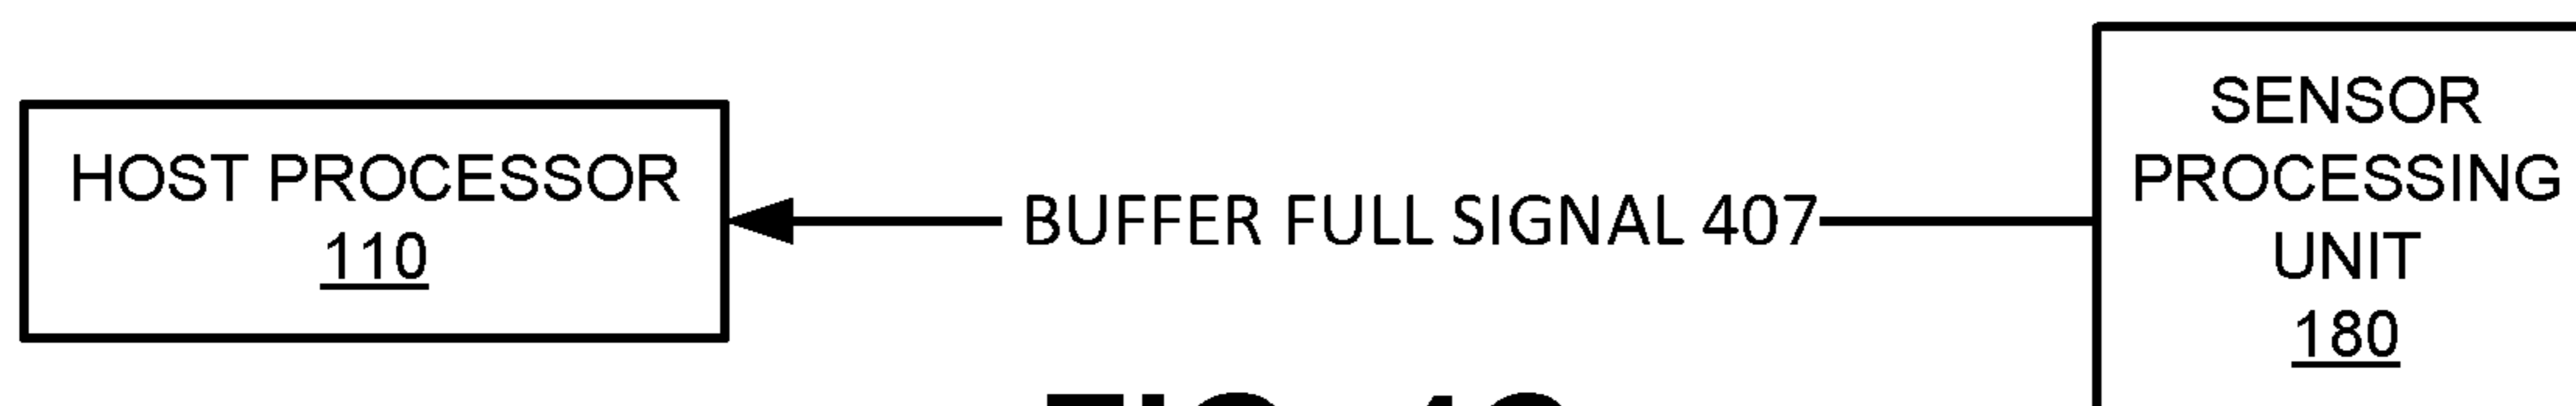 HOST PROCESSOR
110
BUFFER FULL SIGNAL 407
SENSOR
PROCESSING
UNIT
180